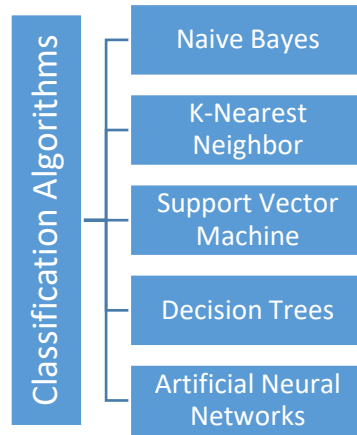 Classification Algorithms
Naive Bayes
K-Nearest
Neighbor
Support Vector
Machine
Decision Trees
Artificial Neural
Networks